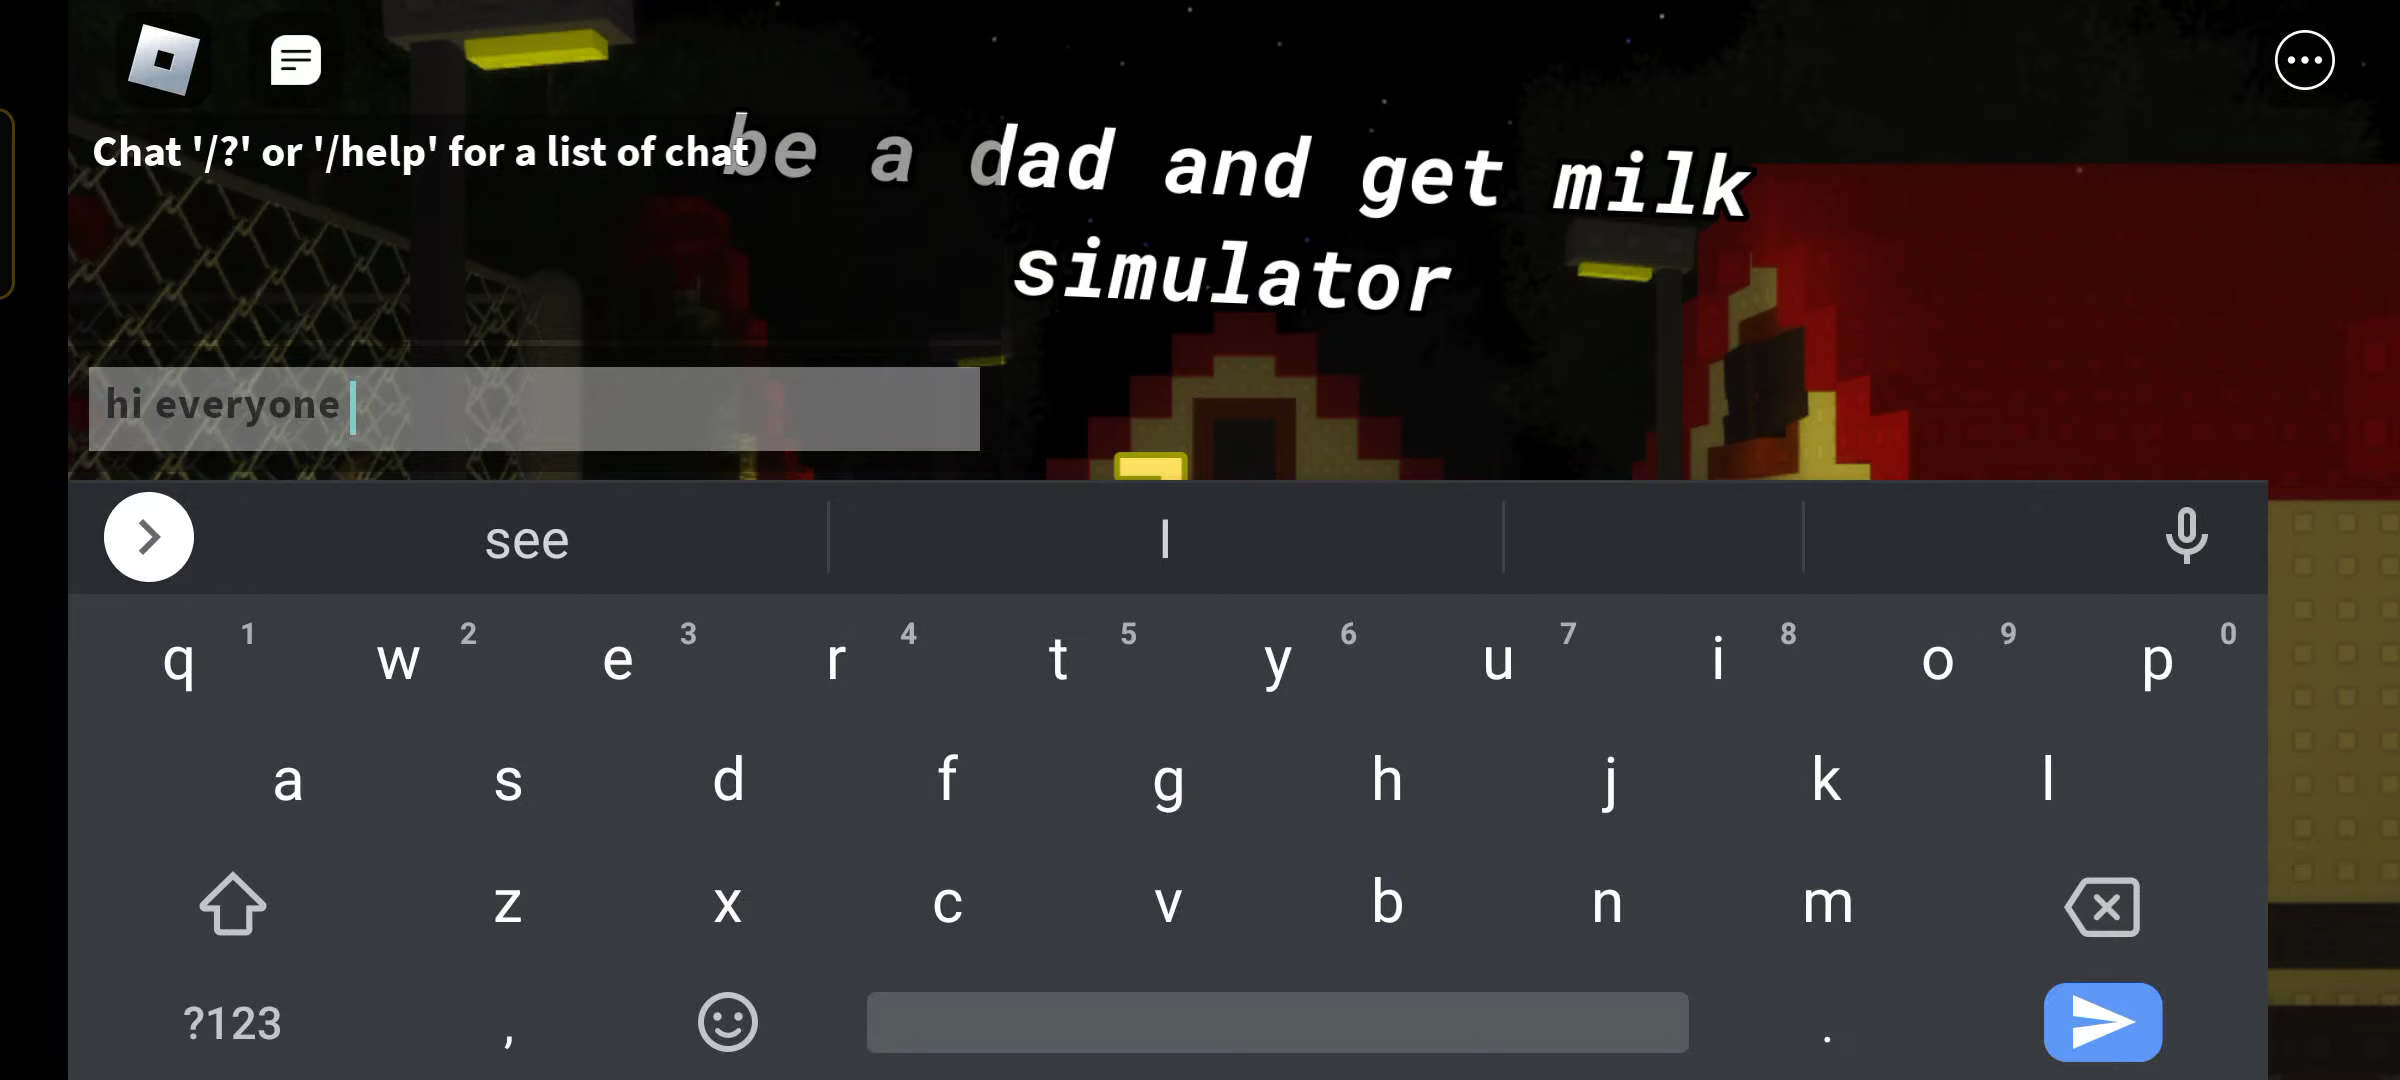 Chat '/?' or '/help' for a list of chat
be a dad and get milk
simulator
hi everyone
see
I
q 1 w 2 e 3 r 4 t 5 y 6 u 7 i 8 o 9 p 0
a s d f g h j k l
z x c v b n m
?123 , .